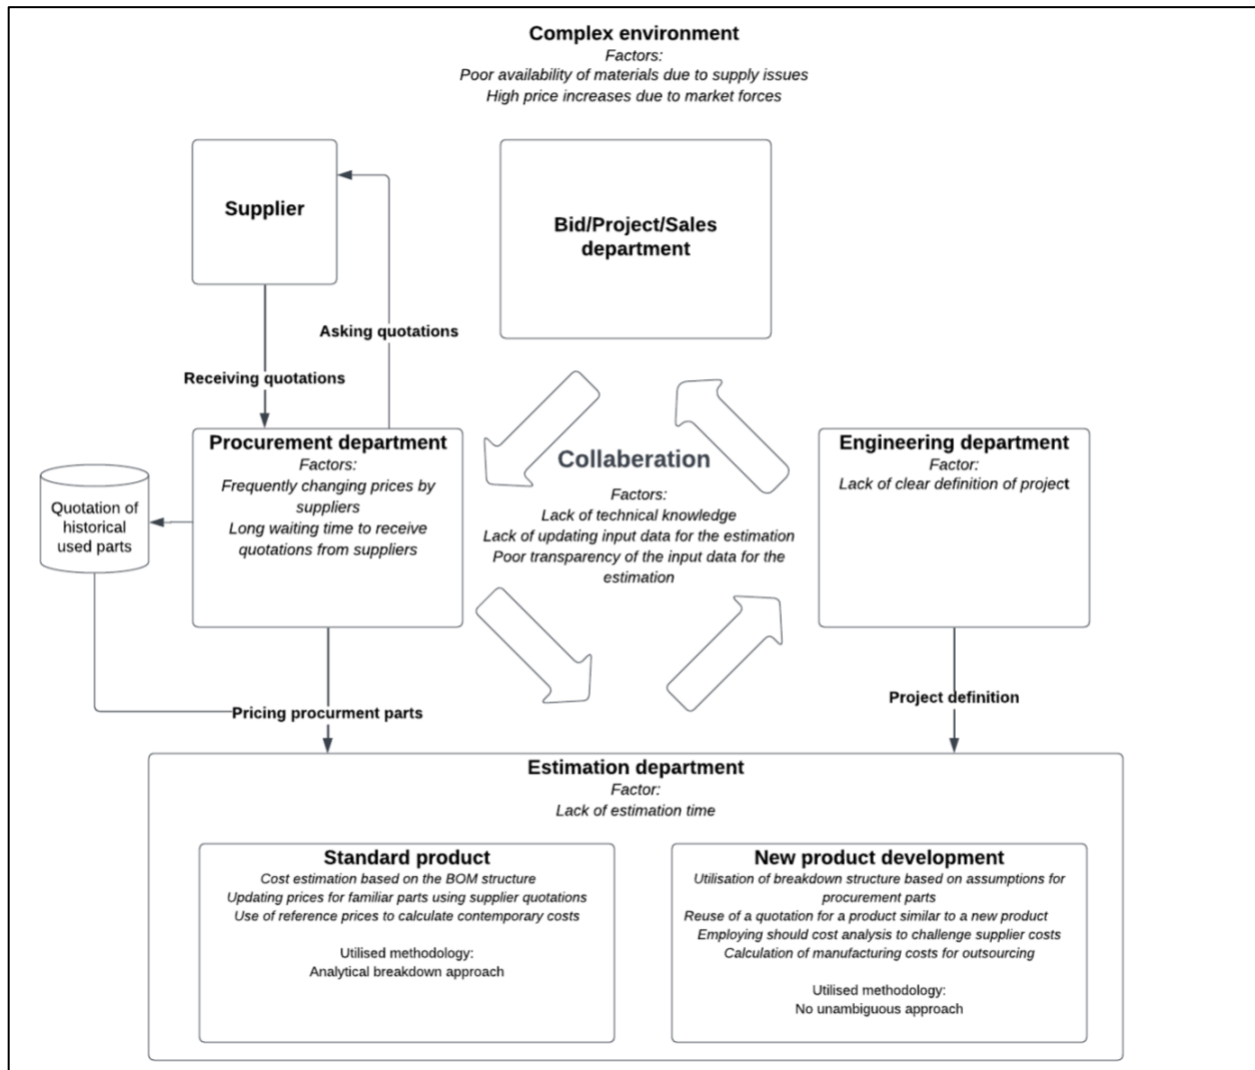 Complex environment
Factors:
Poor availability of materials due to supply issues
High price increases due to market forces
Supplier
Bid/Project/Sales
department
Asking quotations
Receiving quotations
Procurement department
Factors:
Frequently changing prices by
suppliers
Long waiting time to receive
quotations from suppliers
Quotation of
historical
used parts
Collaberation
Factors:
Lack of technical knowledge
Lack of updating input data for the estimation
Poor transparency of the input data for the
estimation
Engineering department
Factor:
Lack of clear definition of project
Pricing procurment parts
Project definition
Estimation department
Factor:
Lack of estimation time
Standard product
Cost estimation based on the BOM structure
Updating prices for familiar parts using supplier quotations
Use of reference prices to calculate contemporary costs
Utilised methodology:
Analytical breakdown approach
New product development
Utilisation of breakdown structure based on assumptions for
procurement parts
Reuse of a quotation for a product similar to a new product
Employing should cost analysis to challenge supplier costs
Calculation of manufacturing costs for outsourcing
Utilised methodology:
No unambiguous approach